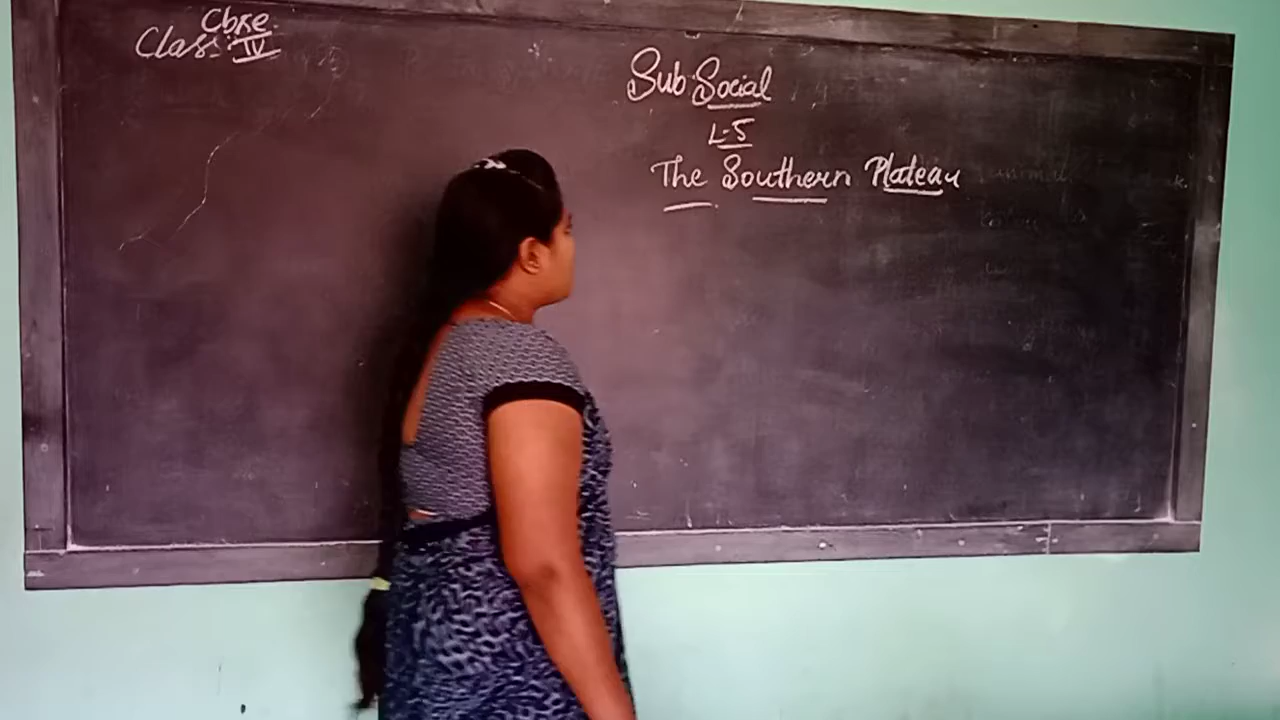 Cbse
Class: IV
Sub: Social
L-5
The Southern Plateau